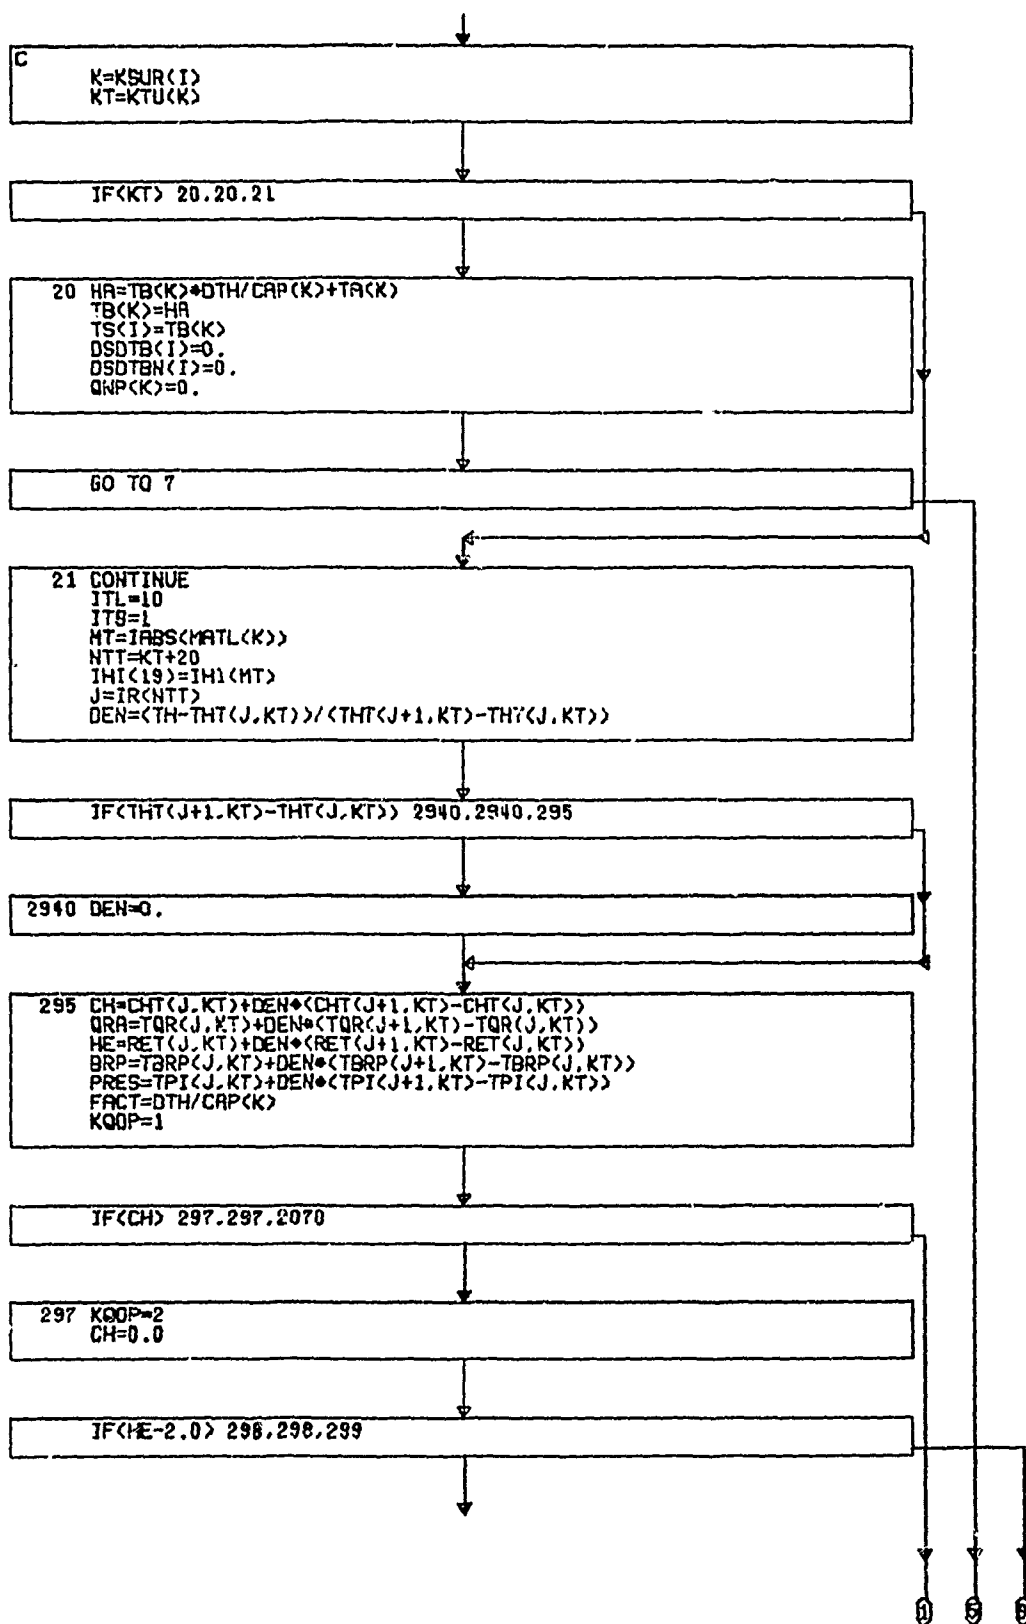 C
K=KSUR(I)
KT=KTU(K)
IF(KT) 20,20,21
20 HA=TB(K)*DTH/CAP(K)+TA(K)
TB(K)=HA
TS(I)=TB(K)
DSDTB(I)=0.
DSDTBN(I)=0.
QWP(K)=0.
GO TO 7
21 CONTINUE
ITL=10
ITS=1
MT=IABS(MATL(K))
NTT=KT+20
IHI(19)=IH1(MT)
J=IR(NTT)
DEN=(TH-THT(J,KT))/(THT(J+1,KT)-THT(J,KT))
IF(THT(J+1,KT)-THT(J,KT)) 2940,2940,295
2940 DEN=0.
295 CH=CHT(J,KT)+DEN*(CHT(J+1,KT)-CHT(J,KT))
QRA=TQR(J,KT)+DEN*(TQR(J+1,KT)-TQR(J,KT))
HE=RET(J,KT)+DEN*(RET(J+1,KT)-RET(J,KT))
BRP=TBRP(J,KT)+DEN*(TBRP(J+1,KT)-TBRP(J,KT))
PRES=TPI(J,KT)+DEN*(TPI(J+1,KT)-TPI(J,KT))
FACT=DTH/CAP(K)
KQOP=1
IF(CH) 297,297,2070
297 KQOP=2
CH=0.0
IF(HE-2.0) 298,298,299
1